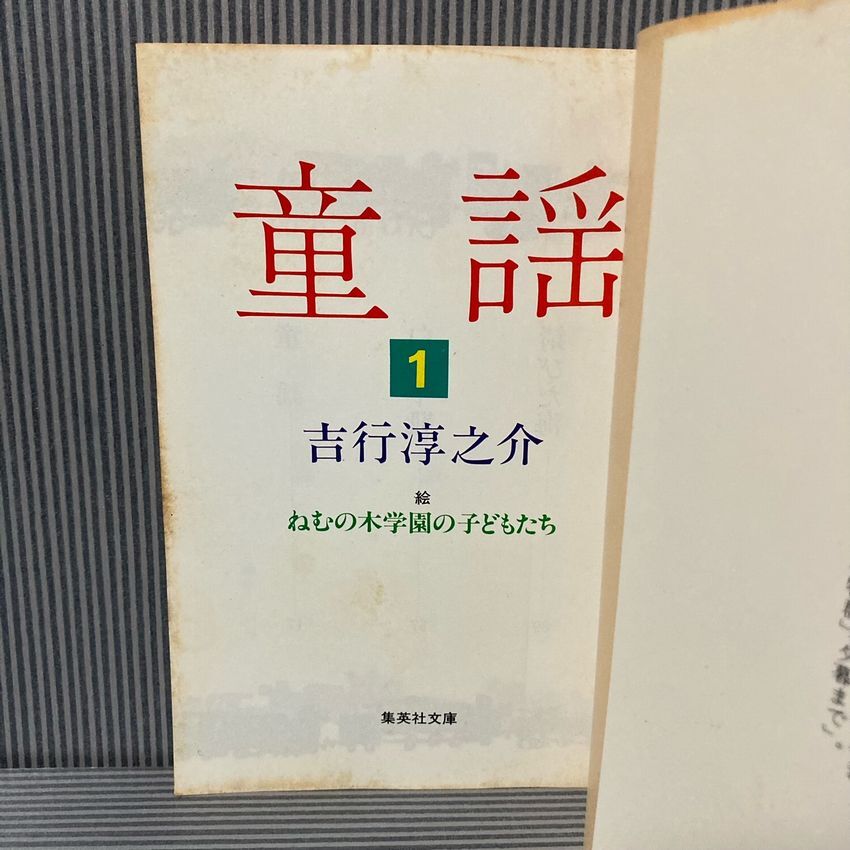 童謡
1
吉行淳之介
絵
ねむの木学園の子どもたち
集英社文庫